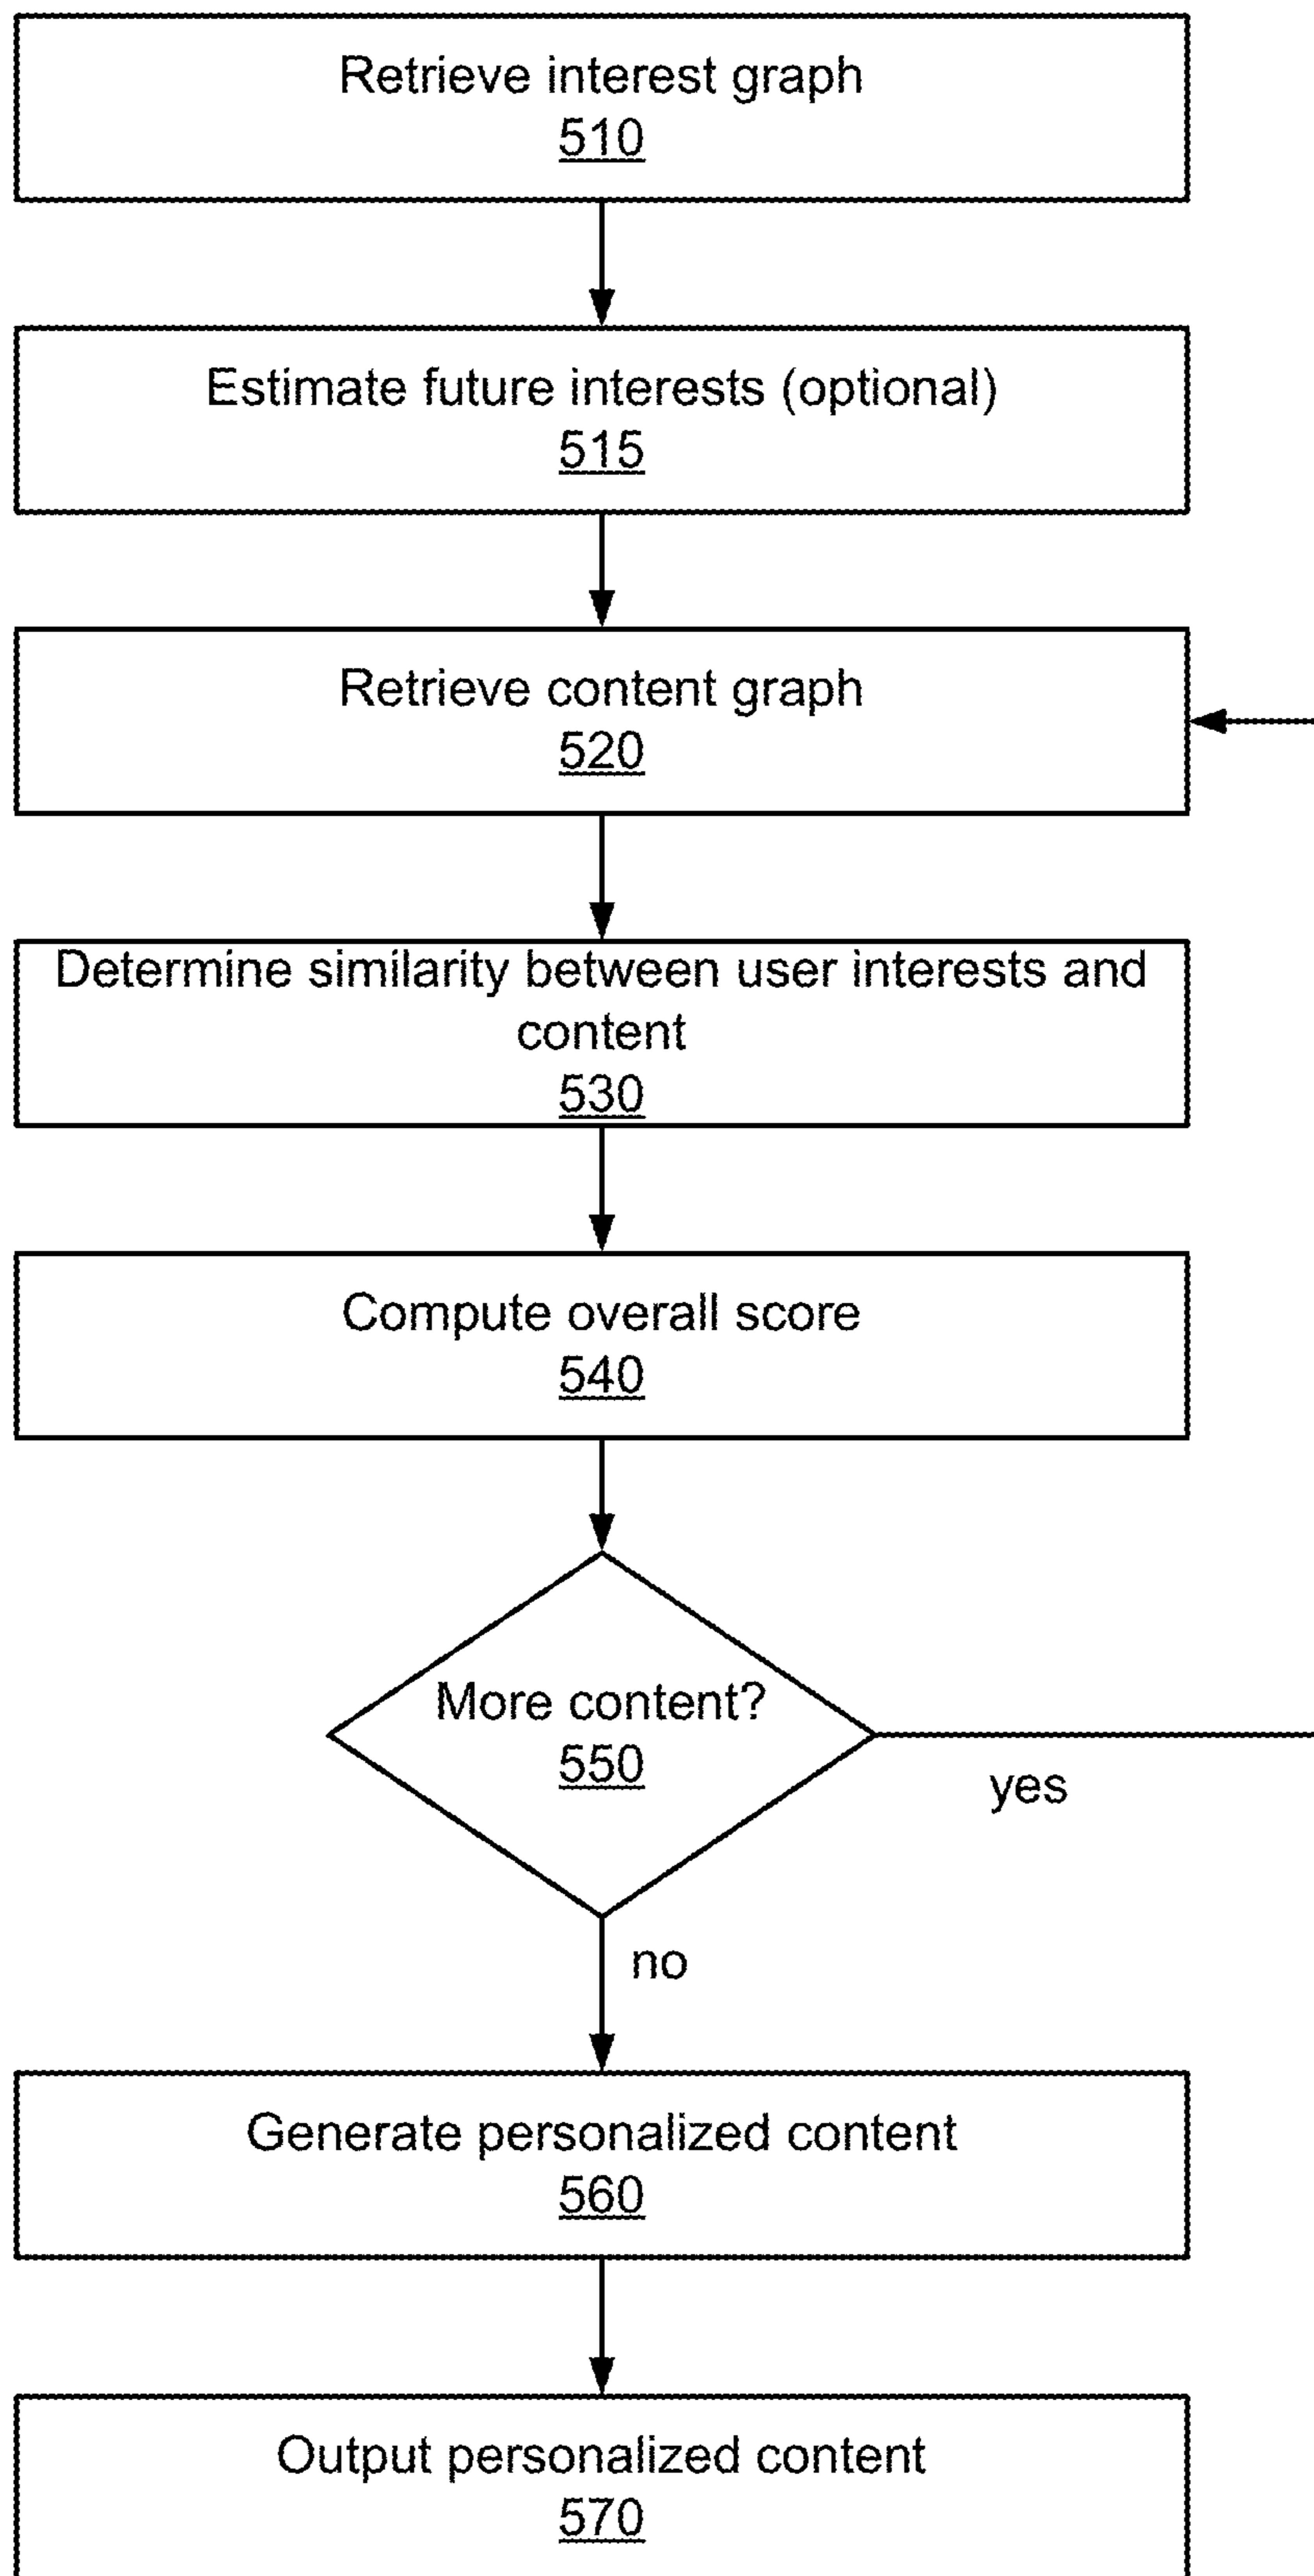 Retrieve interest graph
510
Estimate future interests (optional)
515
Retrieve content graph
520
Determine similarity between user interests and
content
530
Compute overall score
540
More content?
550
yes
no
Generate personalized content
560
Output personalized content
570